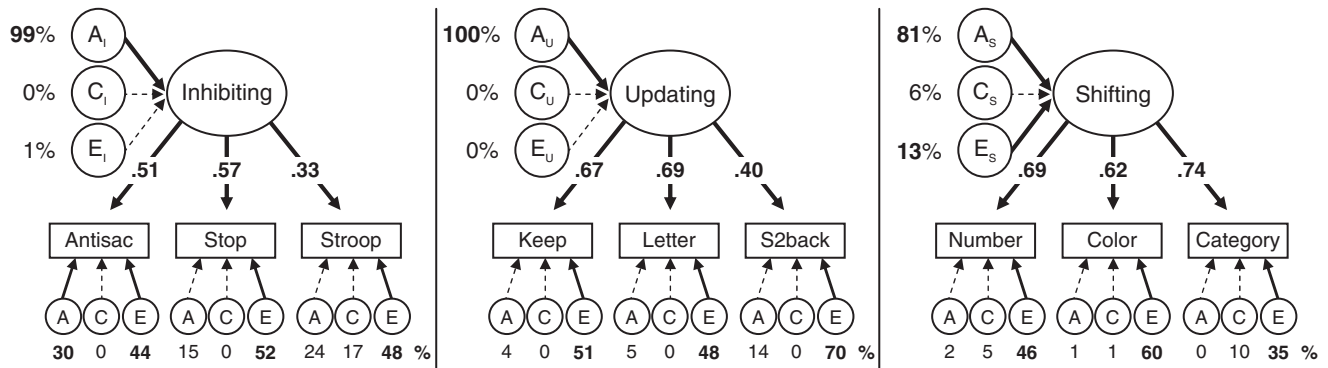 99% A_I 100% A_U 81% A_S
0% C_I Inhibiting 0% C_U Updating 6% C_S Shifting
1% E_I 0% E_U 13% E_S
.51 .57 .33 .67 .69 .40 .69 .62 .74
Antisac Stop Stroop Keep Letter S2back Number Color Category
A C E A C E A C E A C E A C E A C E A C E A C E A C E
30 0 44 15 0 52 24 17 48 % 4 0 51 5 0 48 14 0 70 % 2 5 46 1 1 60 0 10 35 %